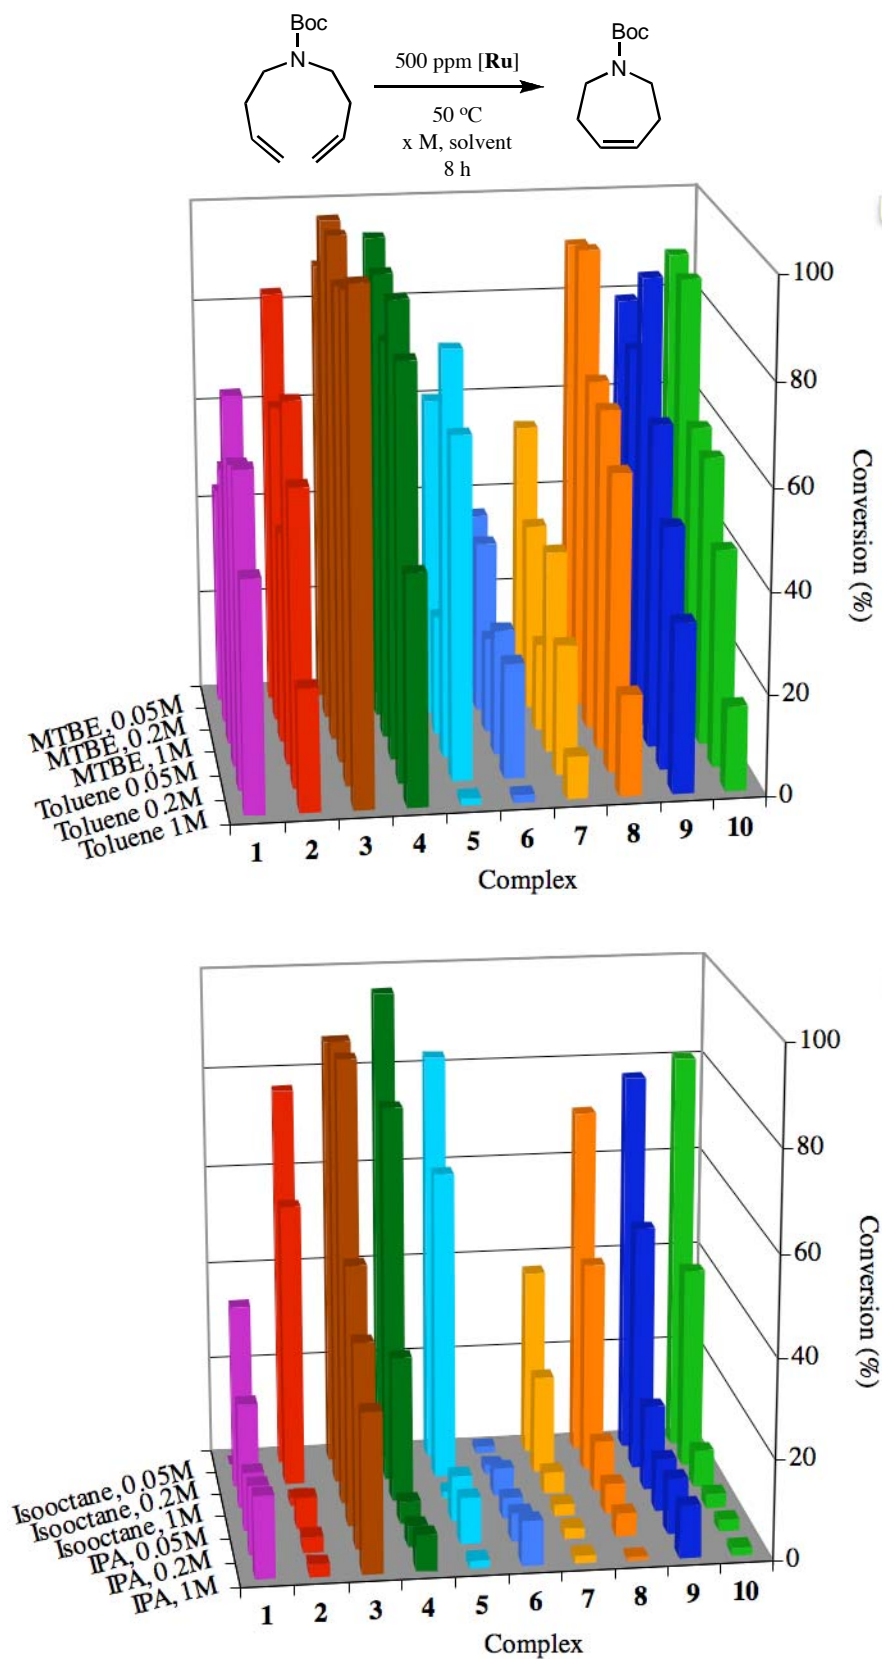 Boc
N
500 ppm [Ru]
50 ºC
x M, solvent
8 h
Boc
N
100
80
60
40
20
0
Conversion (%)
MTBE, 0.05M
MTBE, 0.2M
MTBE, 1M
Toluene 0.05M
Toluene 0.2M
Toluene 1M
1 2 3 4 5 6 7 8 9 10
Complex
100
80
60
40
20
0
Conversion (%)
Isooctane, 0.05M
Isooctane, 0.2M
Isooctane, 1M
IPA, 0.05M
IPA, 0.2M
IPA, 1M
1 2 3 4 5 6 7 8 9 10
Complex